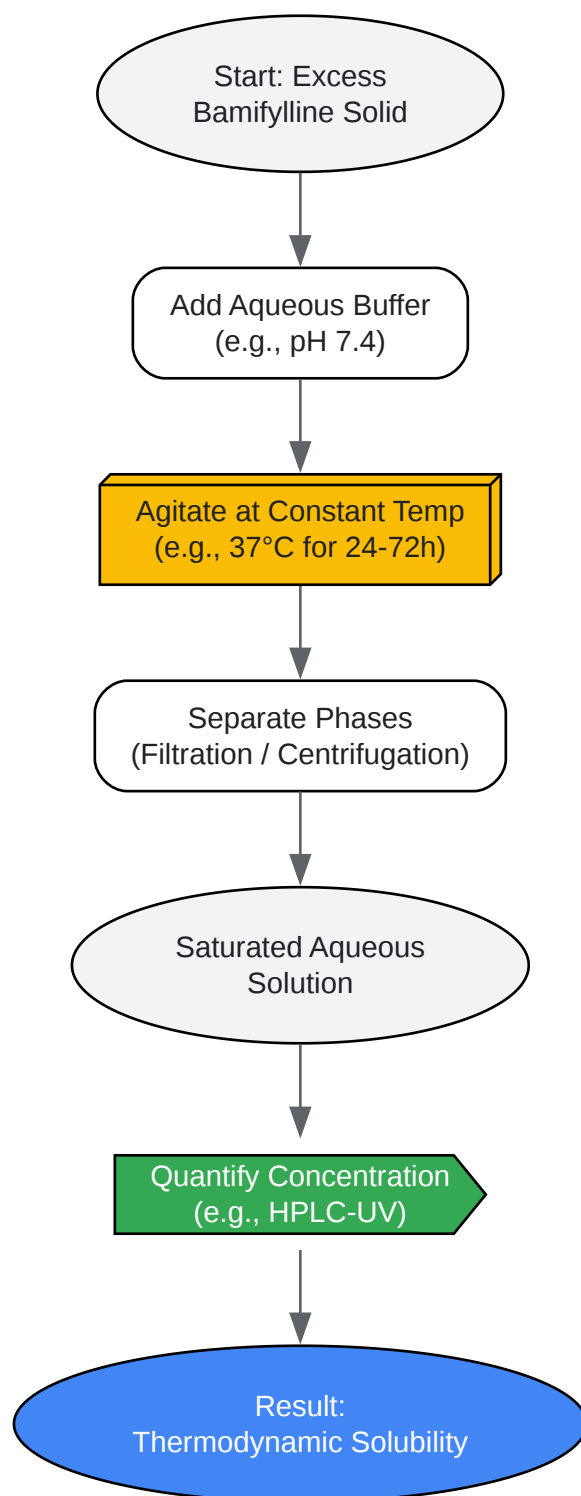 Start: Excess
Bamifylline Solid
Add Aqueous Buffer
(e.g., pH 7.4)
Agitate at Constant Temp
(e.g., 37°C for 24-72h)
Separate Phases
(Filtration / Centrifugation)
Saturated Aqueous
Solution
Quantify Concentration
(e.g., HPLC-UV)
Result:
Thermodynamic Solubility